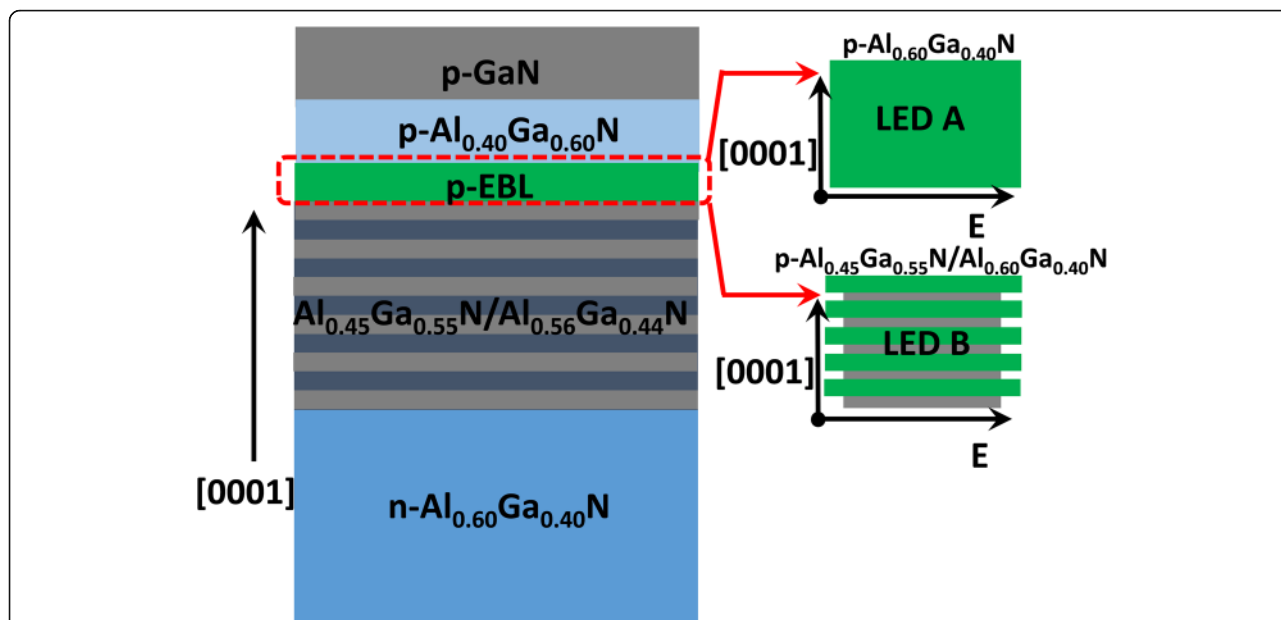 p-GaN
p-Al₀.₄₀Ga₀.₆₀N
p-EBL
Al₀.₄₅Ga₀.₅₅N/Al₀.₅₆Ga₀.₄₄N
[0001]
n-Al₀.₆₀Ga₀.₄₀N
p-Al₀.₆₀Ga₀.₄₀N
LED A
[0001]
E
p-Al₀.₄₅Ga₀.₅₅N/Al₀.₆₀Ga₀.₄₀N
LED B
[0001]
E